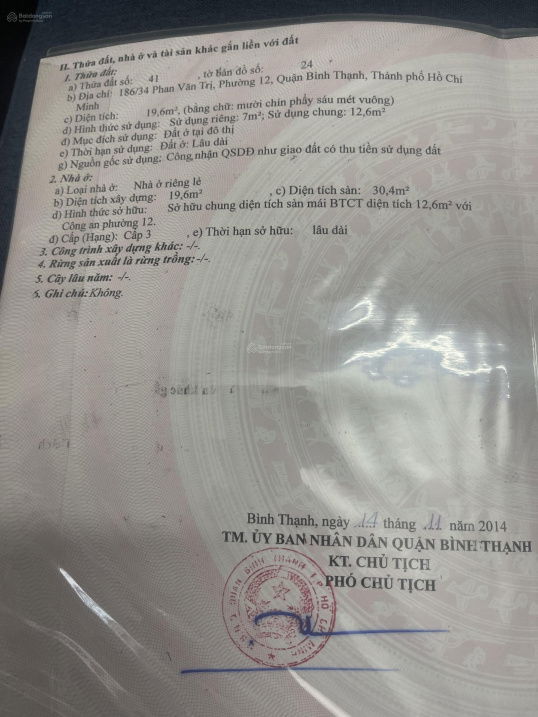 Batdongsan
II. Thửa đất, nhà ở và tài sản khác gắn liền với đất
1. Thửa đất:
a) Thửa đất số: 41 , tờ bản đồ số: 24
b) Địa chỉ: 186/34 Phan Văn Trị, Phường 12, Quận Bình Thạnh, Thành phố Hồ Chí
Minh
c) Diện tích: 19,6m², (bằng chữ: mười chín phẩy sáu mét vuông)
d) Hình thức sử dụng: Sử dụng riêng: 7m²; Sử dụng chung: 12,6m²
đ) Mục đích sử dụng: Đất ở tại đô thị
e) Thời hạn sử dụng: Đất ở: Lâu dài
g) Nguồn gốc sử dụng: Công nhận QSDĐ như giao đất có thu tiền sử dụng đất
2. Nhà ở:
a) Loại nhà ở: Nhà ở riêng lẻ
b) Diện tích xây dựng: 19,6m² , c) Diện tích sàn: 30,4m²
d) Hình thức sở hữu: Sở hữu chung diện tích sàn mái BTCT diện tích 12,6m² với
Công an phường 12.
đ) Cấp (Hạng): Cấp 3 , e) Thời hạn sở hữu: lâu dài
3. Công trình xây dựng khác: -/-.
4. Rừng sản xuất là rừng trồng: -/-.
5. Cây lâu năm: -/-.
6. Ghi chú: Không.
Batdongsan
Bình Thạnh, ngày 14 tháng 11 năm 2014
TM. ỦY BAN NHÂN DÂN QUẬN BÌNH THẠNH
KT. CHỦ TỊCH
PHÓ CHỦ TỊCH